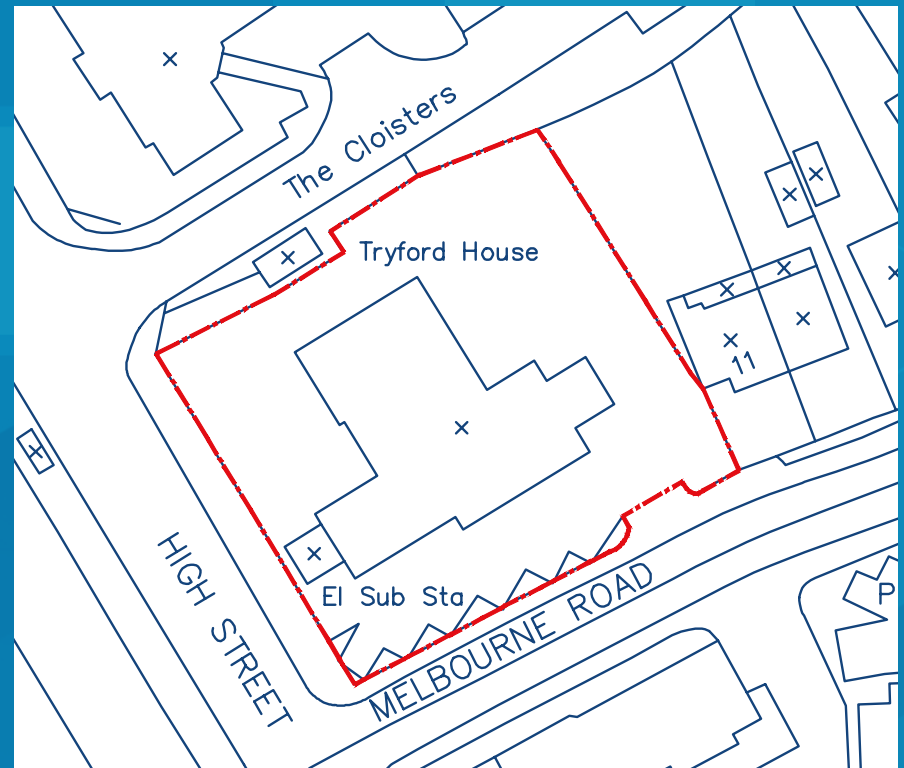 The Cloisters
Tryford House
11
El Sub Sta
HIGH STREET
MELBOURNE ROAD
P